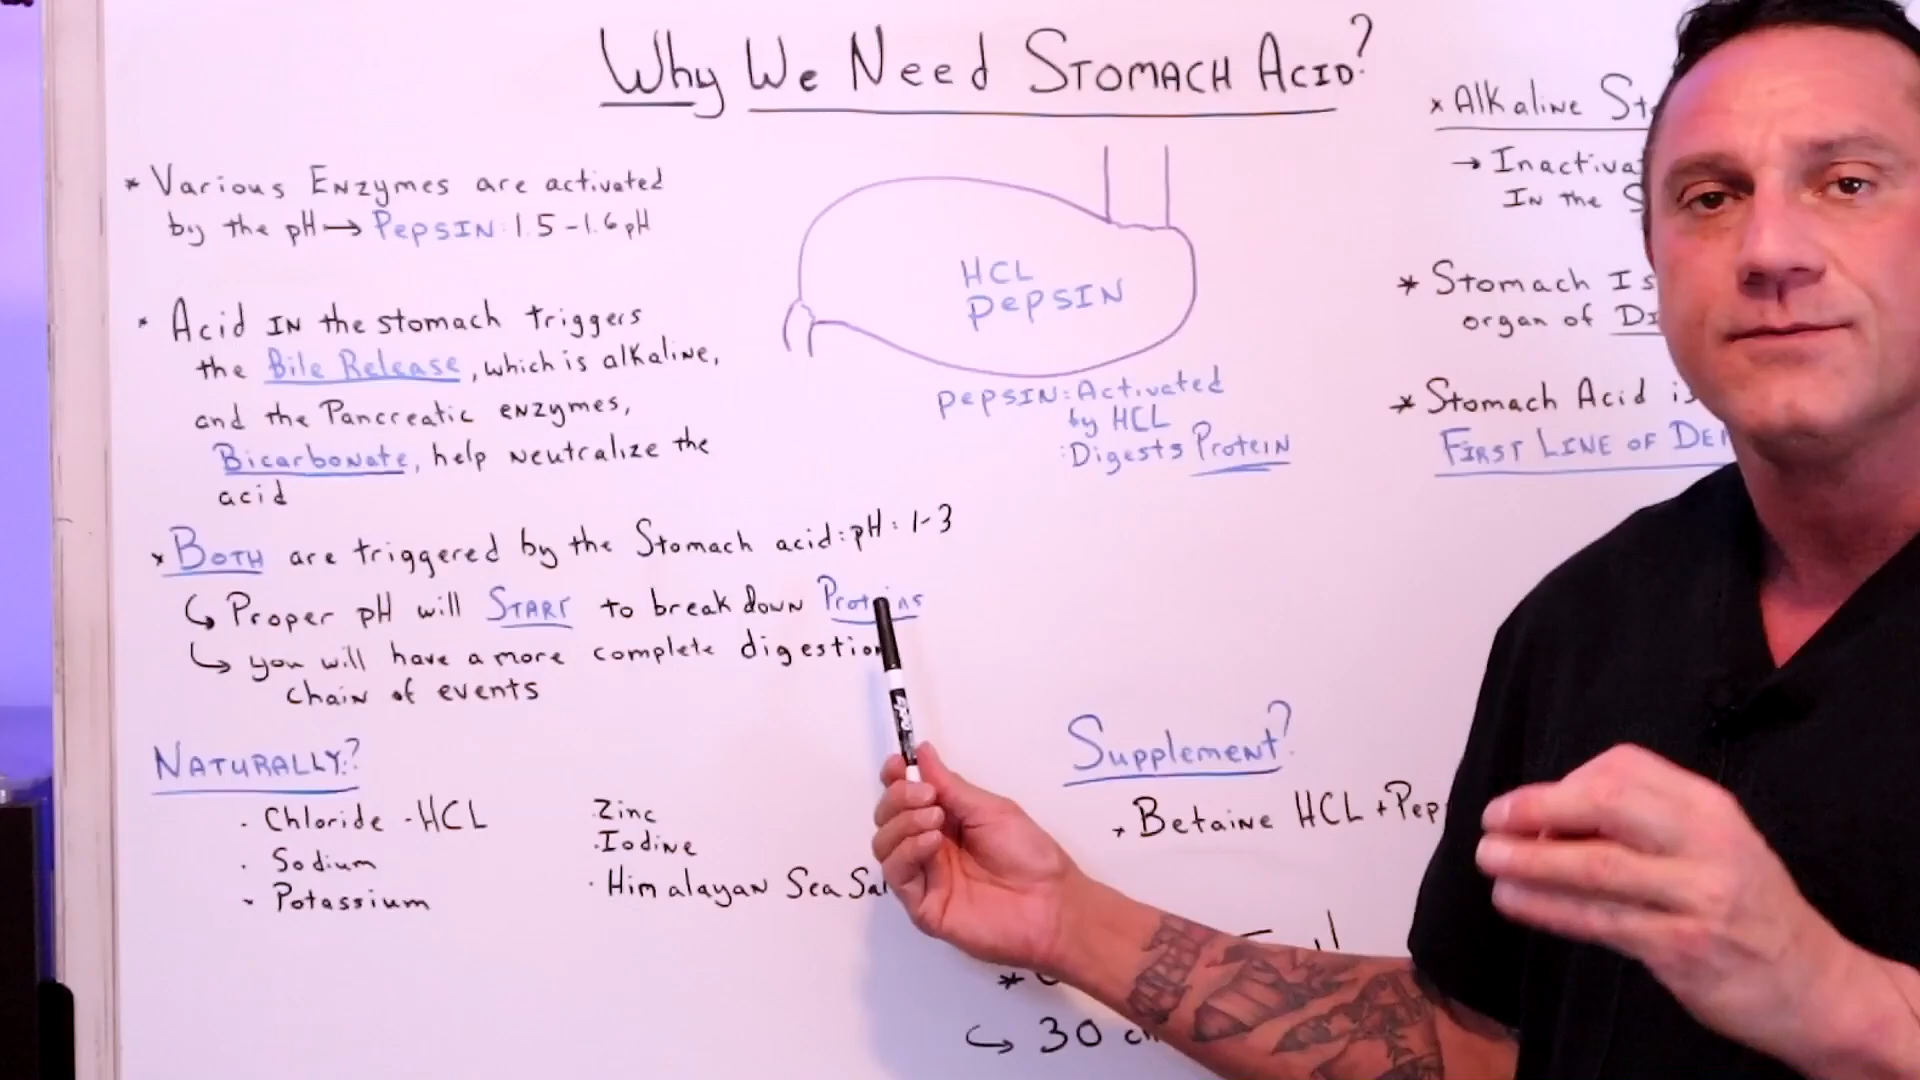 Why We Need Stomach Acid?
* Various Enzymes are activated
by the pH → Pepsin: 1.5-1.6 pH
* Acid in the stomach triggers
the Bile Release, which is alkaline,
and the Pancreatic enzymes,
Bicarbonate, help neutralize the
acid
* Both are triggered by the Stomach acid: pH: 1-3
↳ Proper pH will START to break down Proteins
↳ you will have a more complete digestion
chain of events
Naturally?
· Chloride - HCL
· Sodium
· Potassium
· Zinc
· Iodine
· Himalayan Sea
HCL
Pepsin
Pepsin: Activated
by HCL
: Digests Protein
* Alkaline
→
In the
* Stomach Is
organ of
* Stomach Acid is
First Line of
Supplement?
* Betaine HCL +
*
↳ 30
EXPO